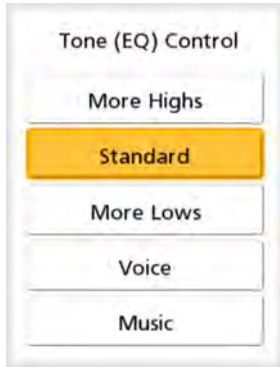 Tone (EQ) Control
More Highs
Standard
More Lows
Voice
Music